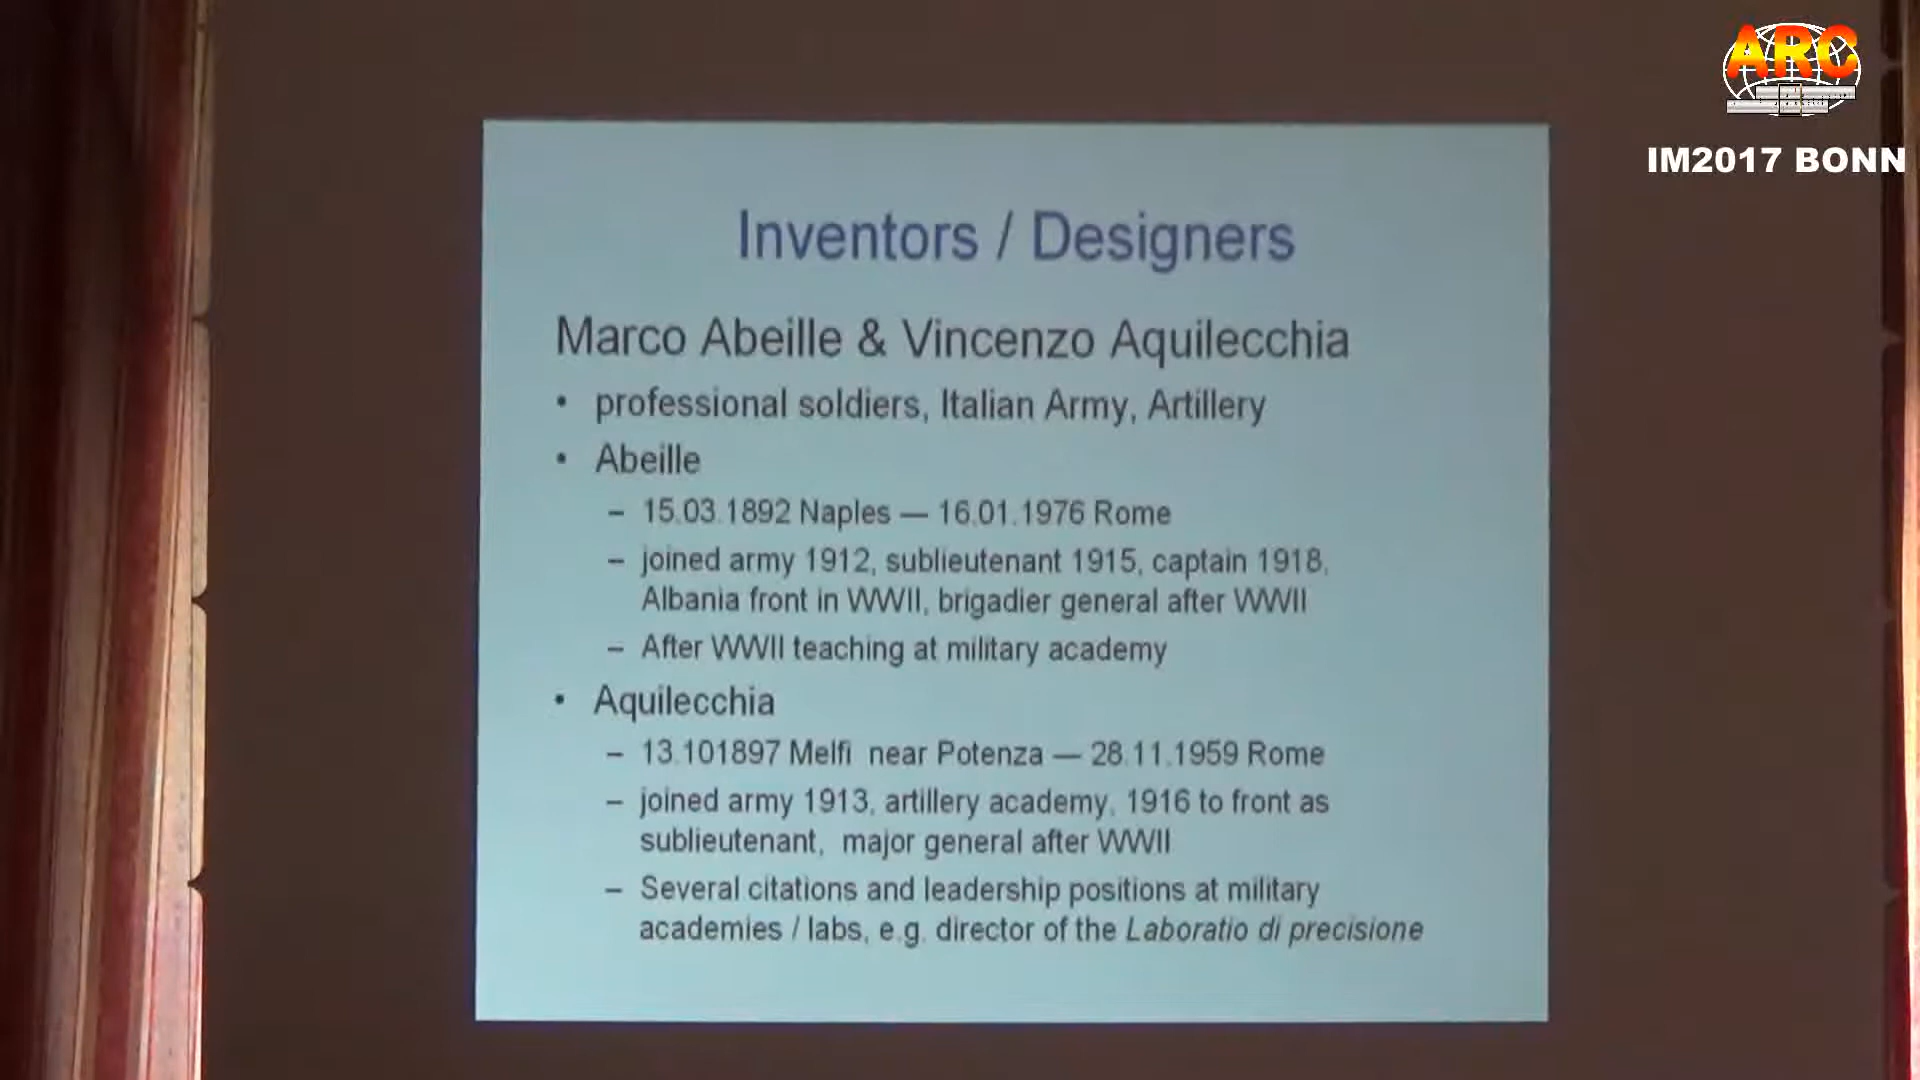 ARC
IM2017 BONN
Inventors / Designers
Marco Abeille & Vincenzo Aquilecchia
• professional soldiers, Italian Army, Artillery
• Abeille
– 15.03.1892 Naples — 16.01.1976 Rome
– joined army 1912, sublieutenant 1915, captain 1918,
Albania front in WWII, brigadier general after WWII
– After WWII teaching at military academy
• Aquilecchia
– 13.101897 Melfi near Potenza — 28.11.1959 Rome
– joined army 1913, artillery academy, 1916 to front as
sublieutenant, major general after WWII
– Several citations and leadership positions at military
academies / labs, e.g. director of the Laboratio di precisione